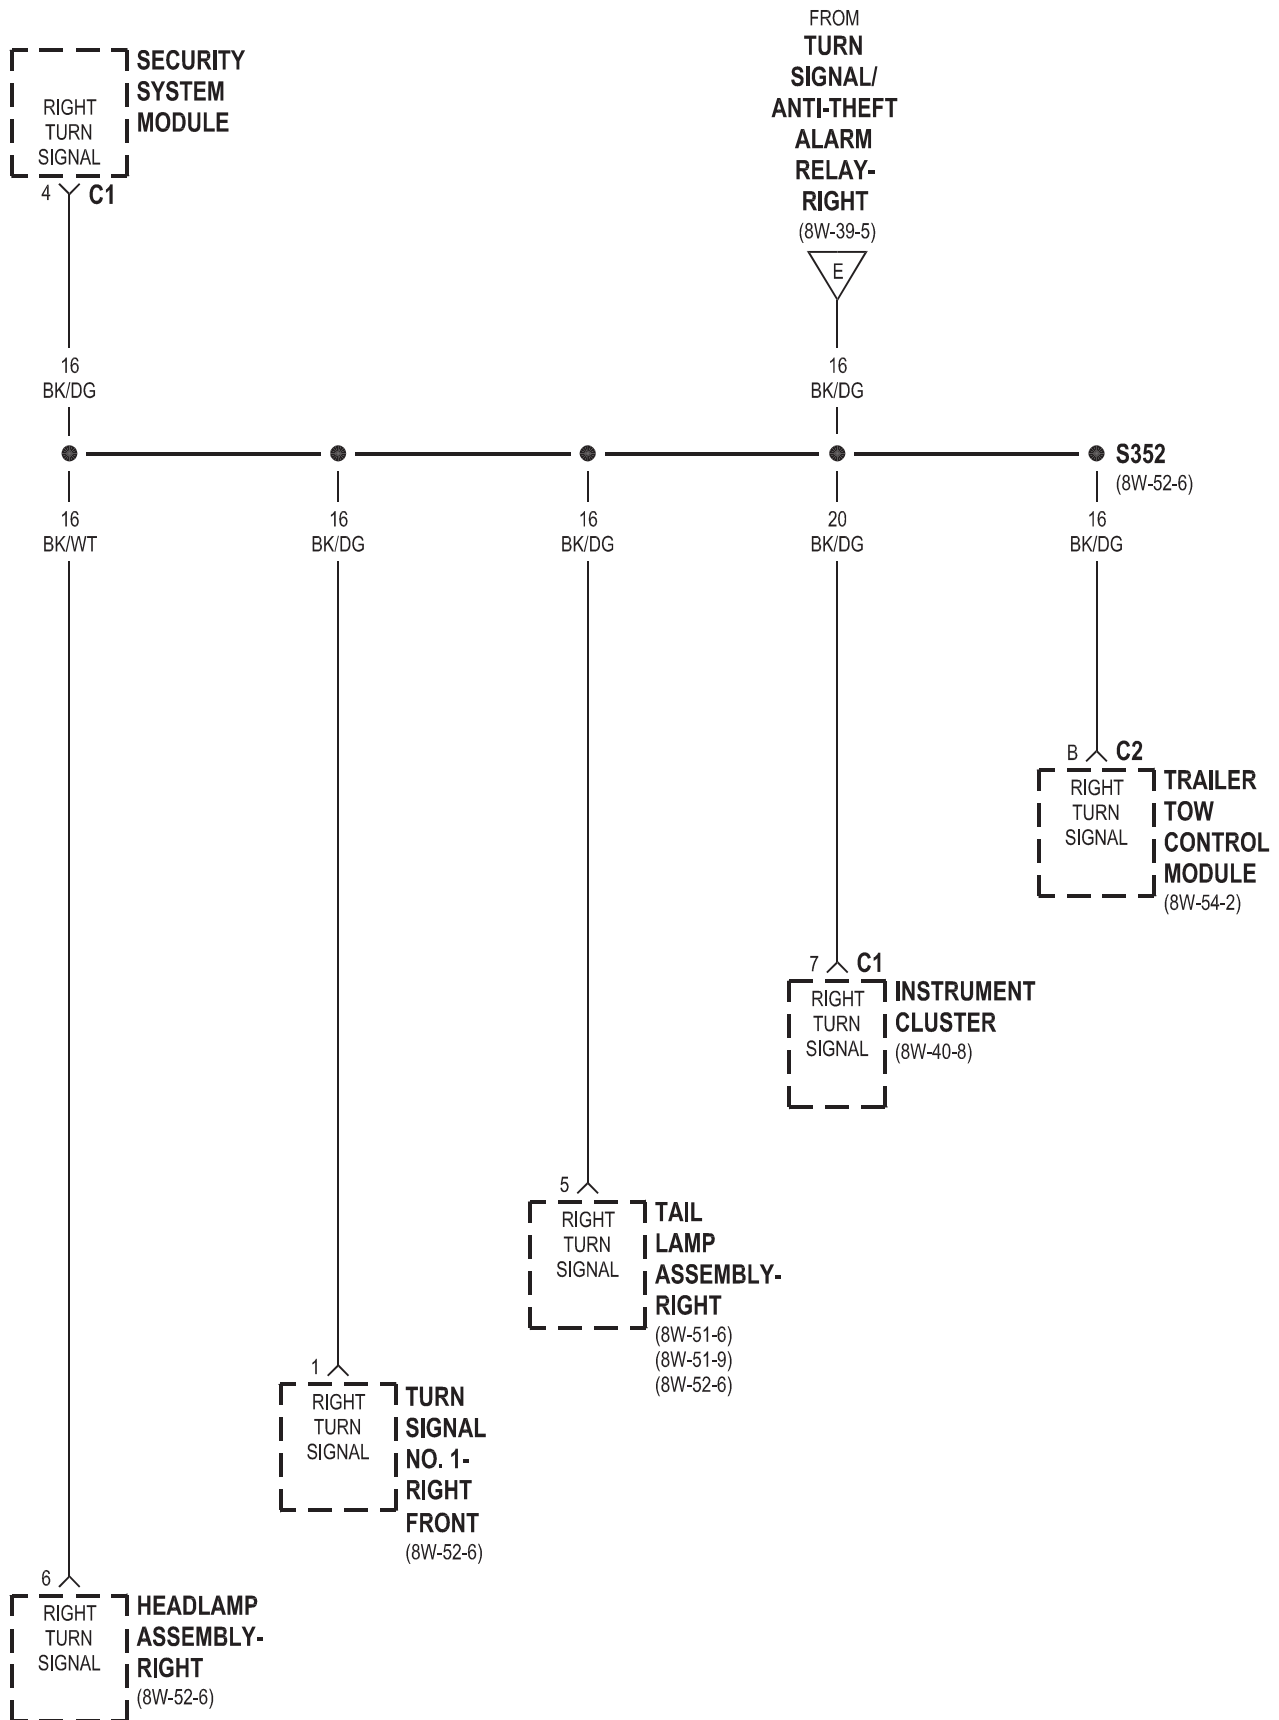 FROM
TURN
SIGNAL/
ANTI-THEFT
ALARM
RELAY-
RIGHT
(8W-39-5)
E
SECURITY
SYSTEM
MODULE
RIGHT
TURN
SIGNAL
4 C1
16
BK/DG
16
BK/DG
S352
(8W-52-6)
16
BK/WT
16
BK/DG
16
BK/DG
20
BK/DG
16
BK/DG
B C2
RIGHT
TURN
SIGNAL
TRAILER
TOW
CONTROL
MODULE
(8W-54-2)
7 C1
RIGHT
TURN
SIGNAL
INSTRUMENT
CLUSTER
(8W-40-8)
5
RIGHT
TURN
SIGNAL
TAIL
LAMP
ASSEMBLY-
RIGHT
(8W-51-6)
(8W-51-9)
(8W-52-6)
1
RIGHT
TURN
SIGNAL
TURN
SIGNAL
NO. 1-
RIGHT
FRONT
(8W-52-6)
6
RIGHT
TURN
SIGNAL
HEADLAMP
ASSEMBLY-
RIGHT
(8W-52-6)